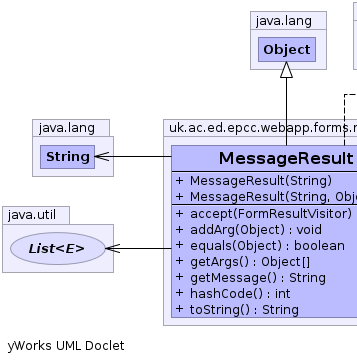 java.lang
Object
java.lang
String
uk.ac.ed.epcc.webapp.forms.r
MessageResult
+ MessageResult(String)
+ MessageResult(String, Obj
+ accept(FormResultVisitor)
+ addArg(Object) : void
+ equals(Object) : boolean
+ getArgs() : Object[]
+ getMessage() : String
+ hashCode() : int
+ toString() : String
java.util
List<E>
yWorks UML Doclet